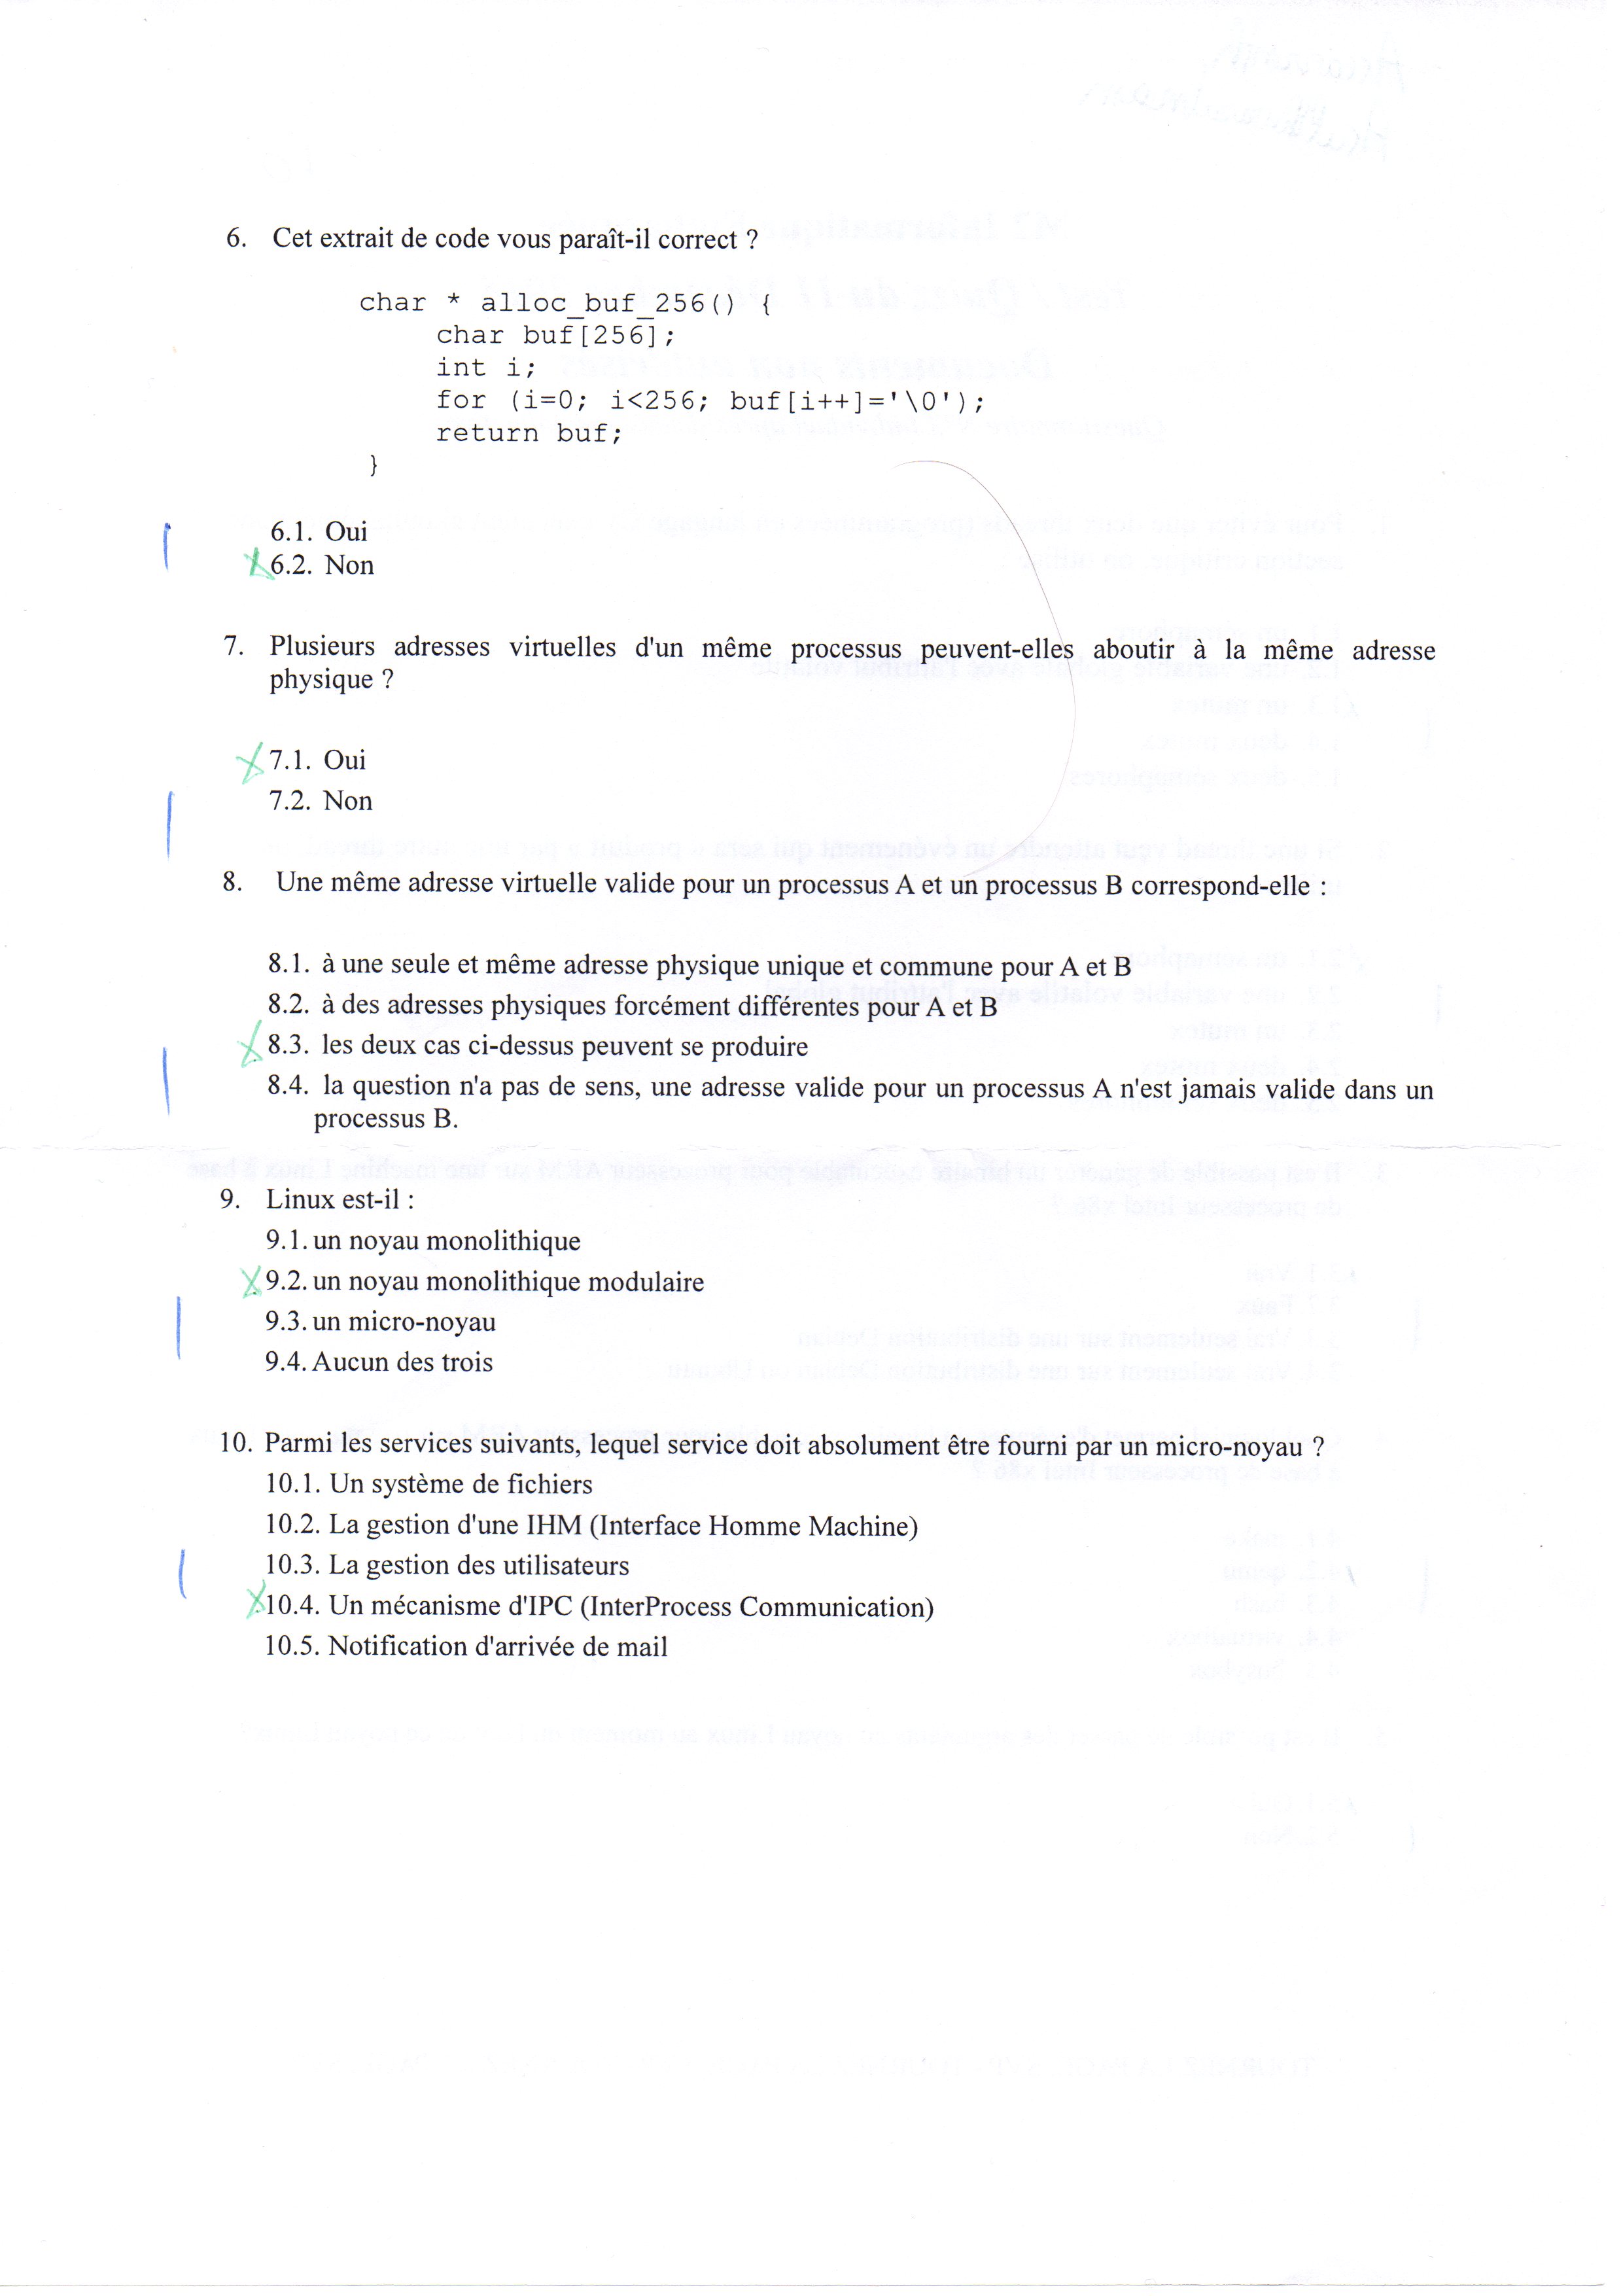 6. Cet extrait de code vous paraît-il correct ?
char * alloc_buf_256() {
char buf[256];
int i;
for (i=0; i<256; buf[i++]='\0');
return buf;
}
6.1. Oui
6.2. Non
7. Plusieurs adresses virtuelles d'un même processus peuvent-elles aboutir à la même adresse
physique ?
7.1. Oui
7.2. Non
8. Une même adresse virtuelle valide pour un processus A et un processus B correspond-elle :
8.1. à une seule et même adresse physique unique et commune pour A et B
8.2. à des adresses physiques forcément différentes pour A et B
8.3. les deux cas ci-dessus peuvent se produire
8.4. la question n'a pas de sens, une adresse valide pour un processus A n'est jamais valide dans un
processus B.
9. Linux est-il :
9.1. un noyau monolithique
9.2. un noyau monolithique modulaire
9.3. un micro-noyau
9.4. Aucun des trois
10. Parmi les services suivants, lequel service doit absolument être fourni par un micro-noyau ?
10.1. Un système de fichiers
10.2. La gestion d'une IHM (Interface Homme Machine)
10.3. La gestion des utilisateurs
10.4. Un mécanisme d'IPC (InterProcess Communication)
10.5. Notification d'arrivée de mail